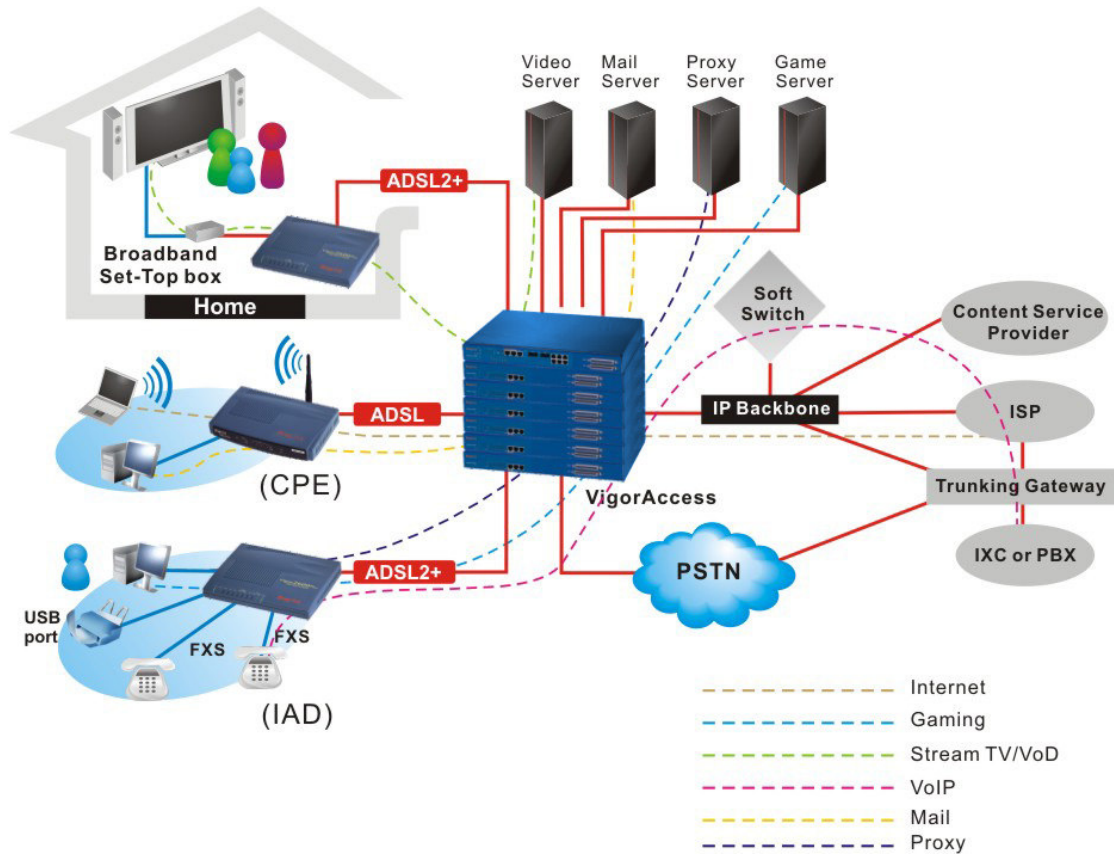 Video
Server
Mail
Server
Proxy
Server
Game
Server
ADSL2+
Broadband
Set-Top box
Home
Soft
Switch
Content Service
Provider
ADSL
IP Backbone
ISP
(CPE)
VigorAccess
Trunking Gateway
PSTN
IXC or PBX
ADSL2+
USB
port
FXS
FXS
(IAD)
Internet
Gaming
Stream TV/VoD
VoIP
Mail
Proxy